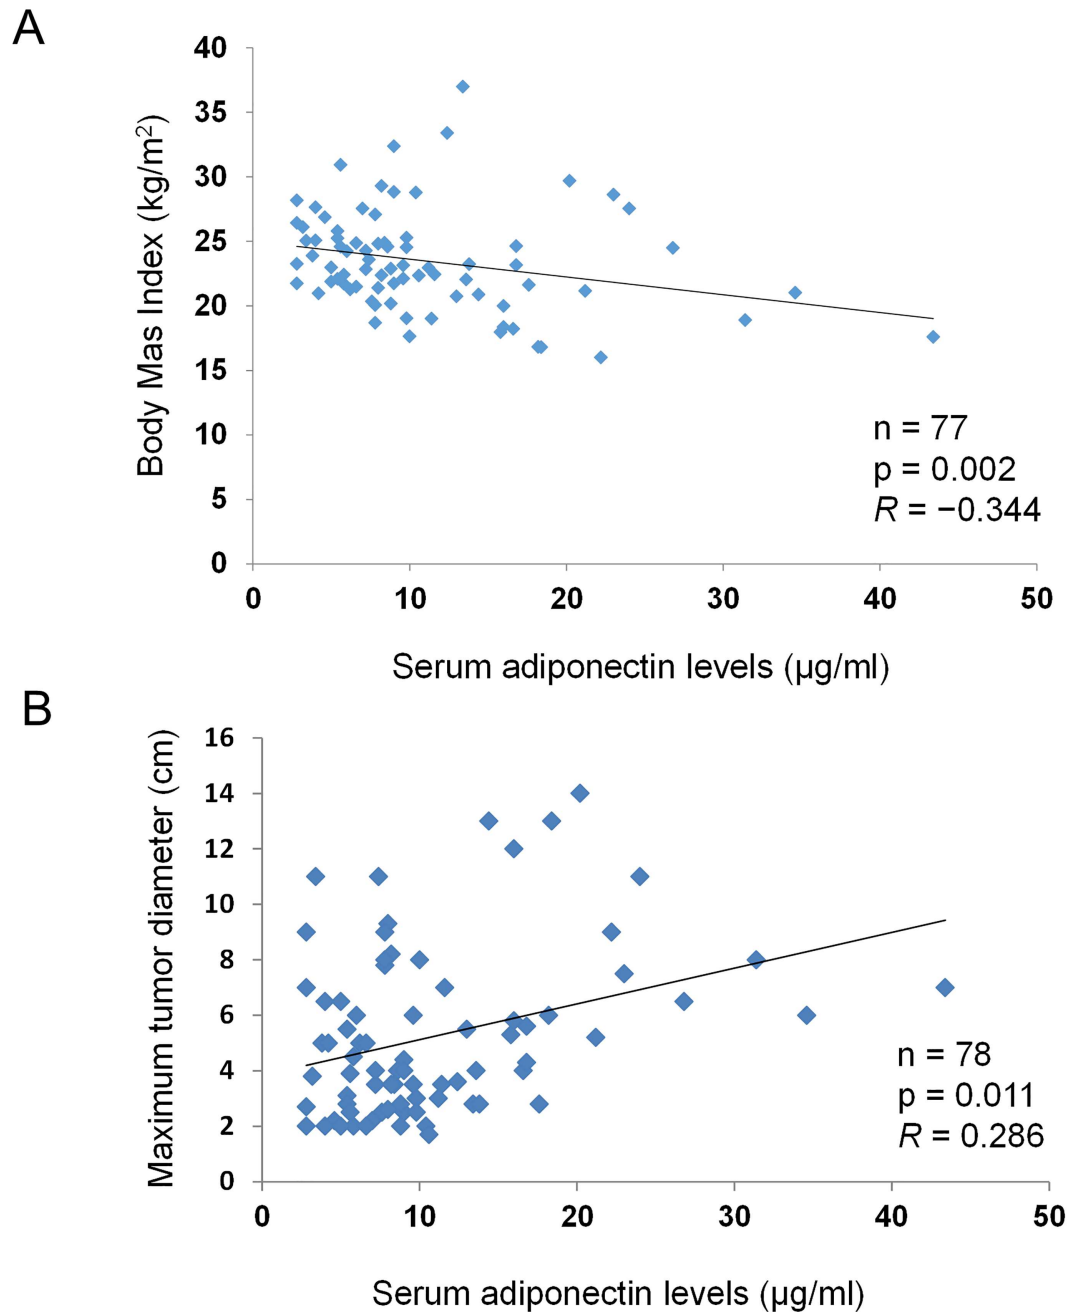 A
Body Mas Index (kg/m²)
40
35
30
25
20
15
10
5
0
n = 77
p = 0.002
R = −0.344
0 10 20 30 40 50
Serum adiponectin levels (µg/ml)
B
Maximum tumor diameter (cm)
16
14
12
10
8
6
4
2
0
n = 78
p = 0.011
R = 0.286
0 10 20 30 40 50
Serum adiponectin levels (µg/ml)